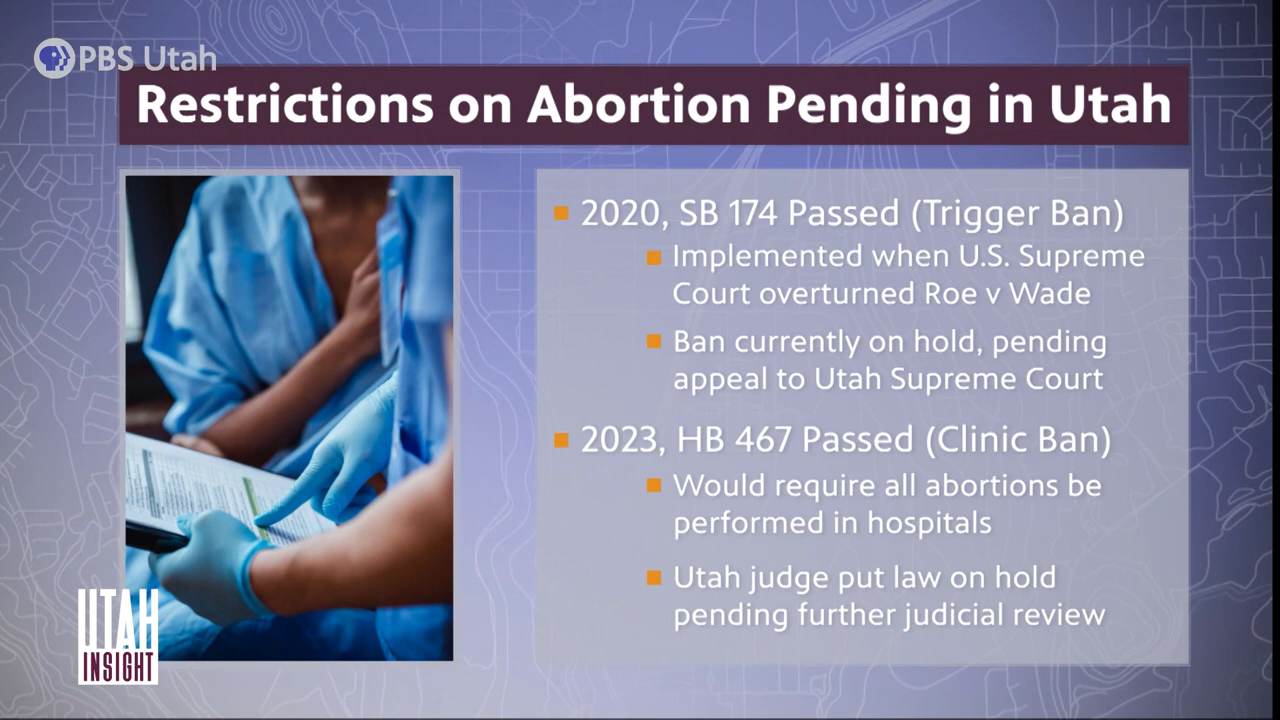 PBS Utah
Restrictions on Abortion Pending in Utah
2020, SB 174 Passed (Trigger Ban)
Implemented when U.S. Supreme
Court overturned Roe v Wade
Ban currently on hold, pending
appeal to Utah Supreme Court
2023, HB 467 Passed (Clinic Ban)
Would require all abortions be
performed in hospitals
Utah judge put law on hold
pending further judicial review
UTAH
INSIGHT